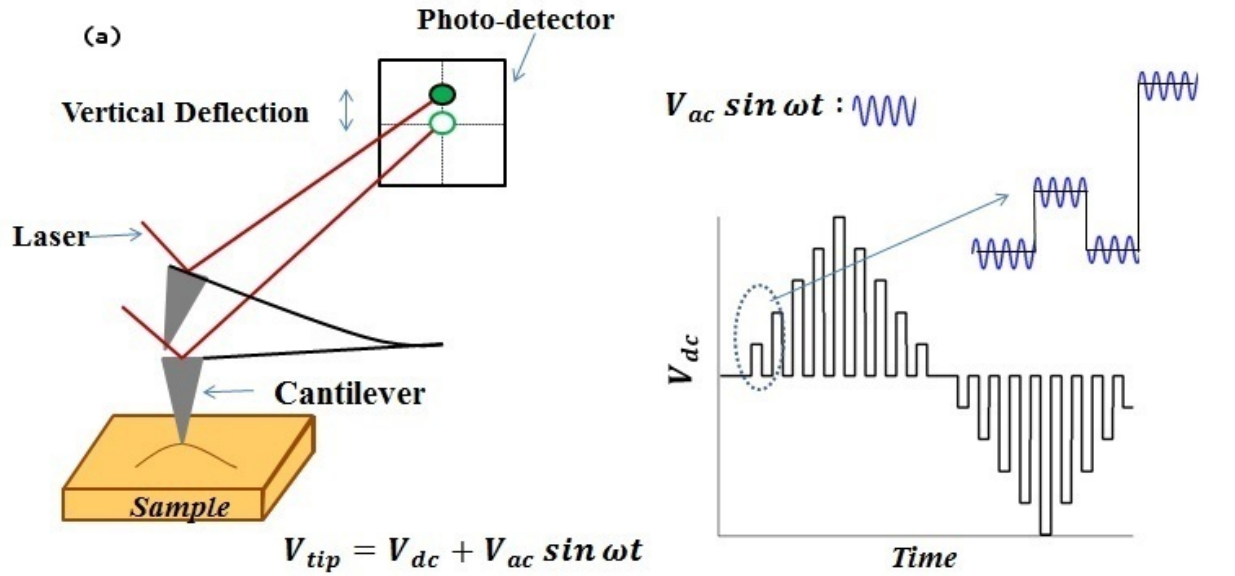 (a)
Photo-detector
Vertical Deflection
Laser
Cantilever
Sample
V_tip = V_dc + V_ac sin ωt
V_ac sin ωt :
V_dc
Time